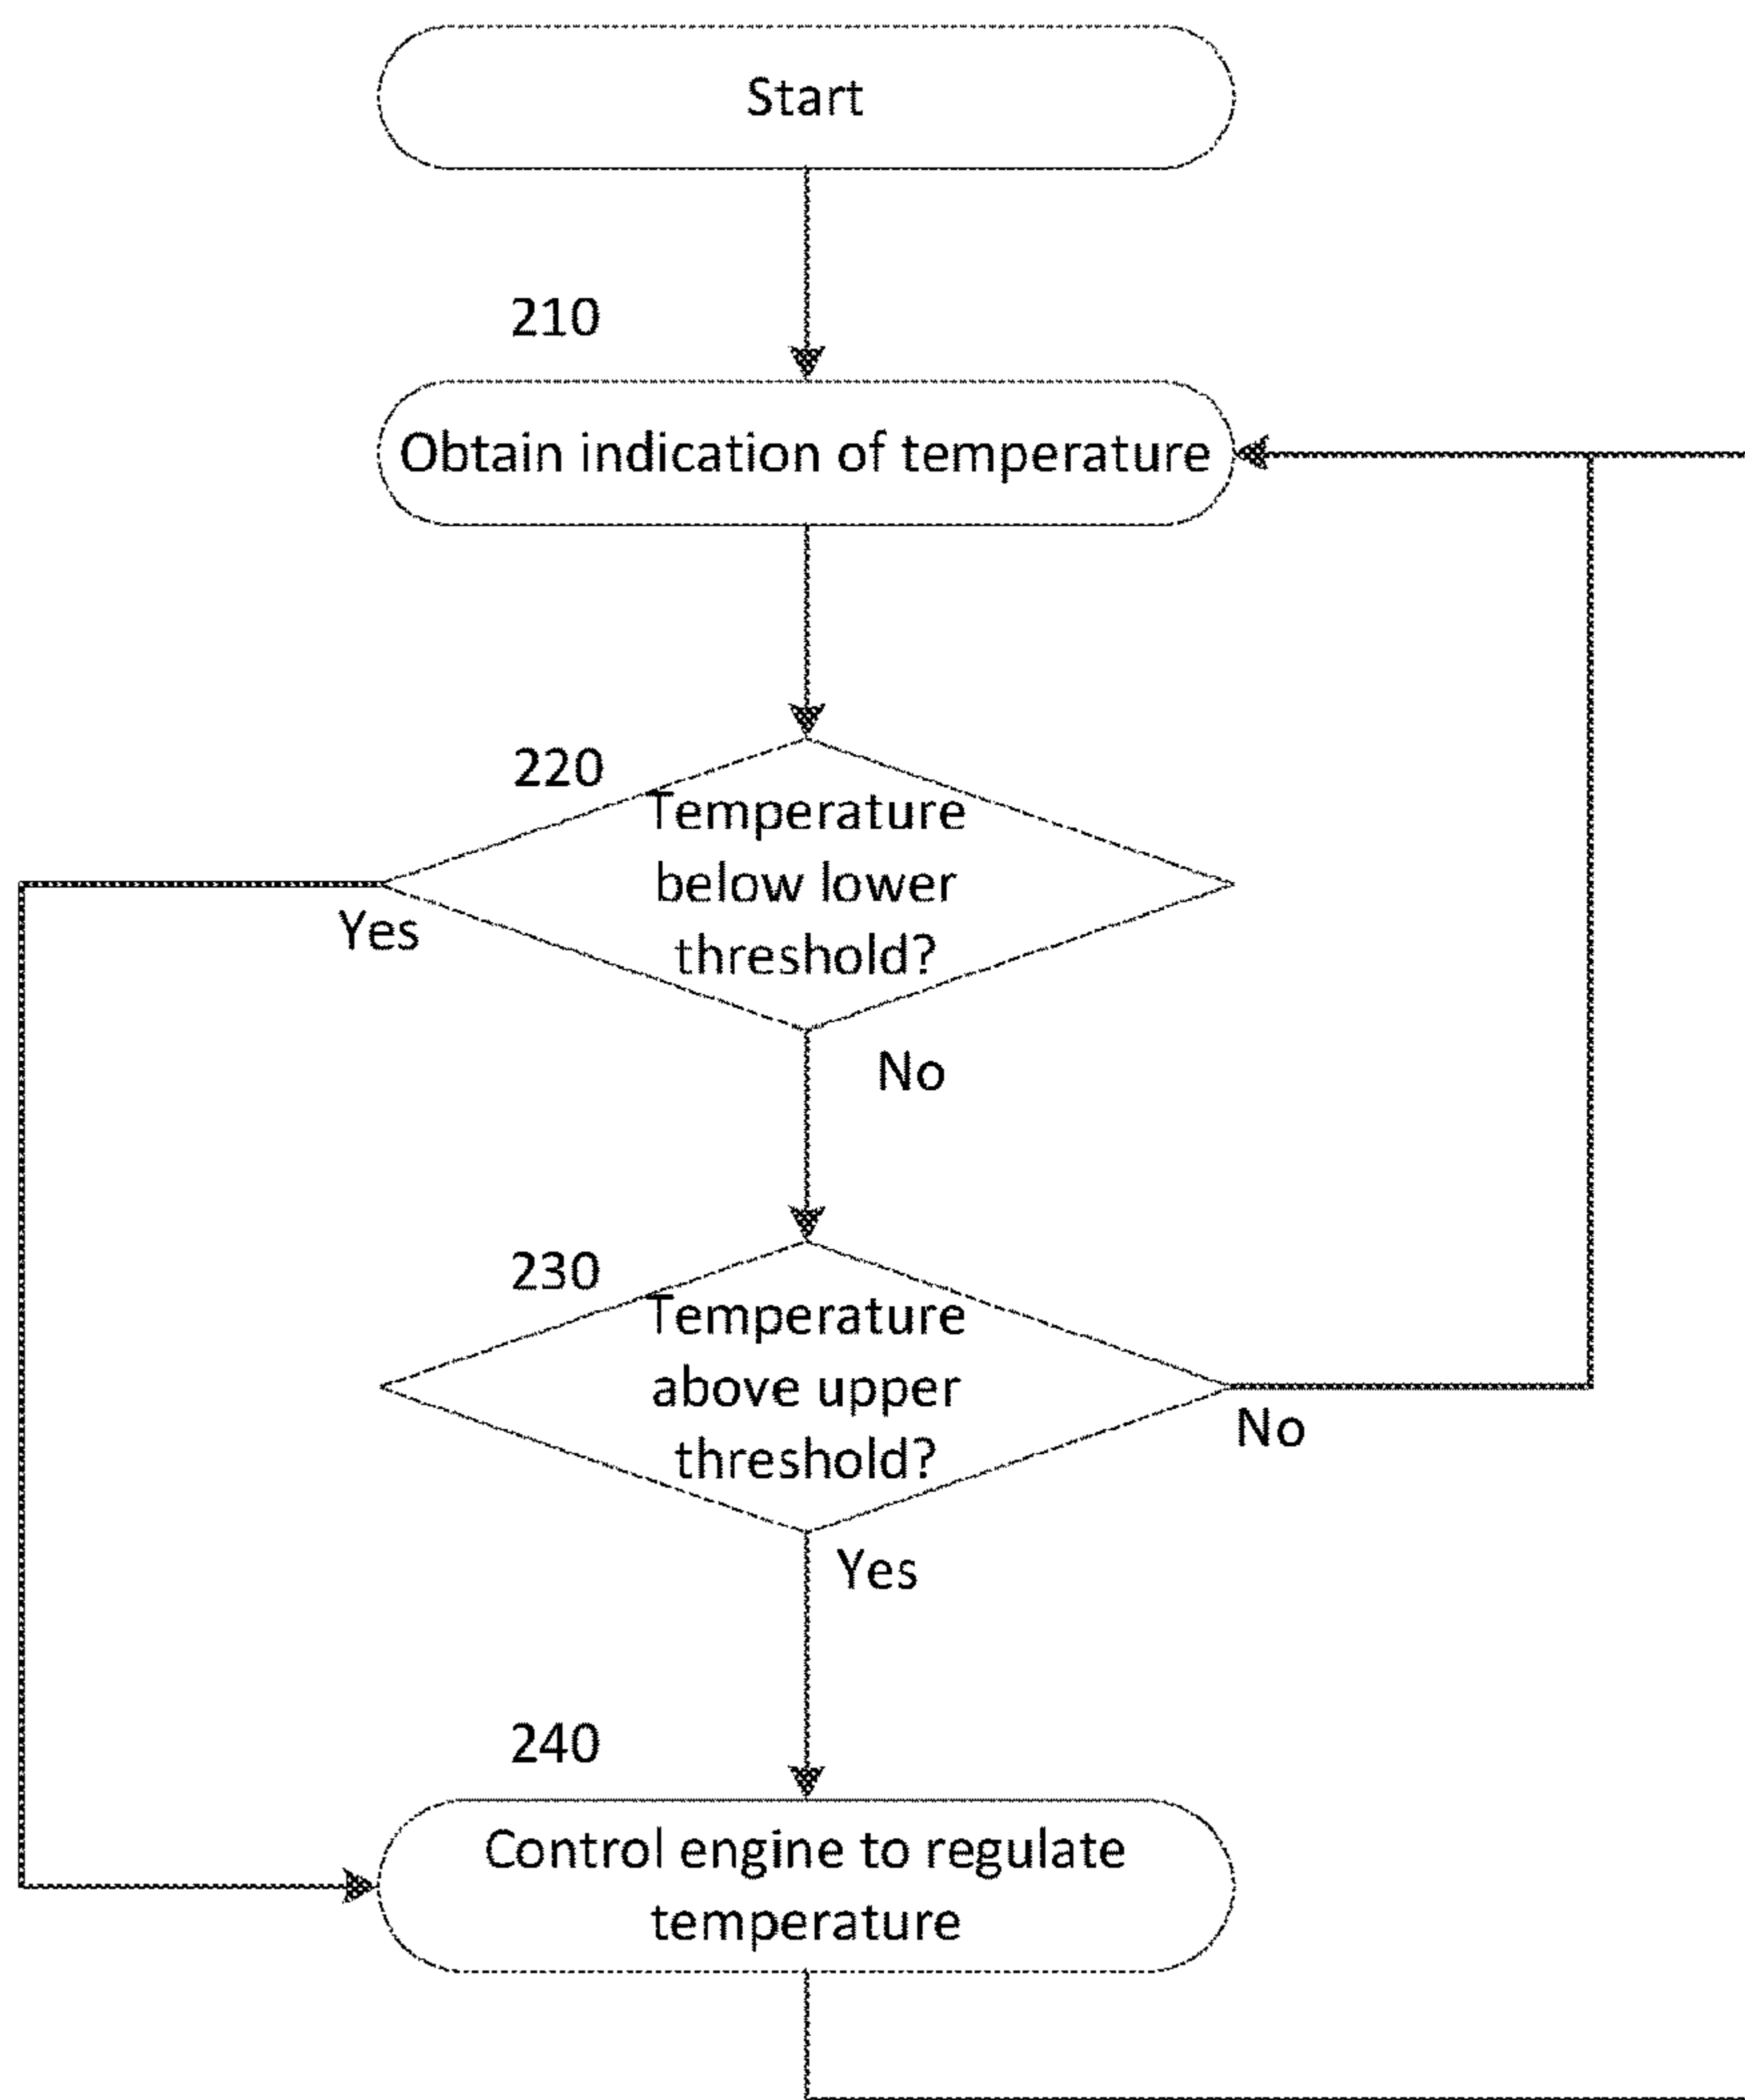 Start
210
Obtain indication of temperature
220
Temperature
below lower
threshold?
Yes
No
230
Temperature
above upper
threshold?
No
Yes
240
Control engine to regulate
temperature